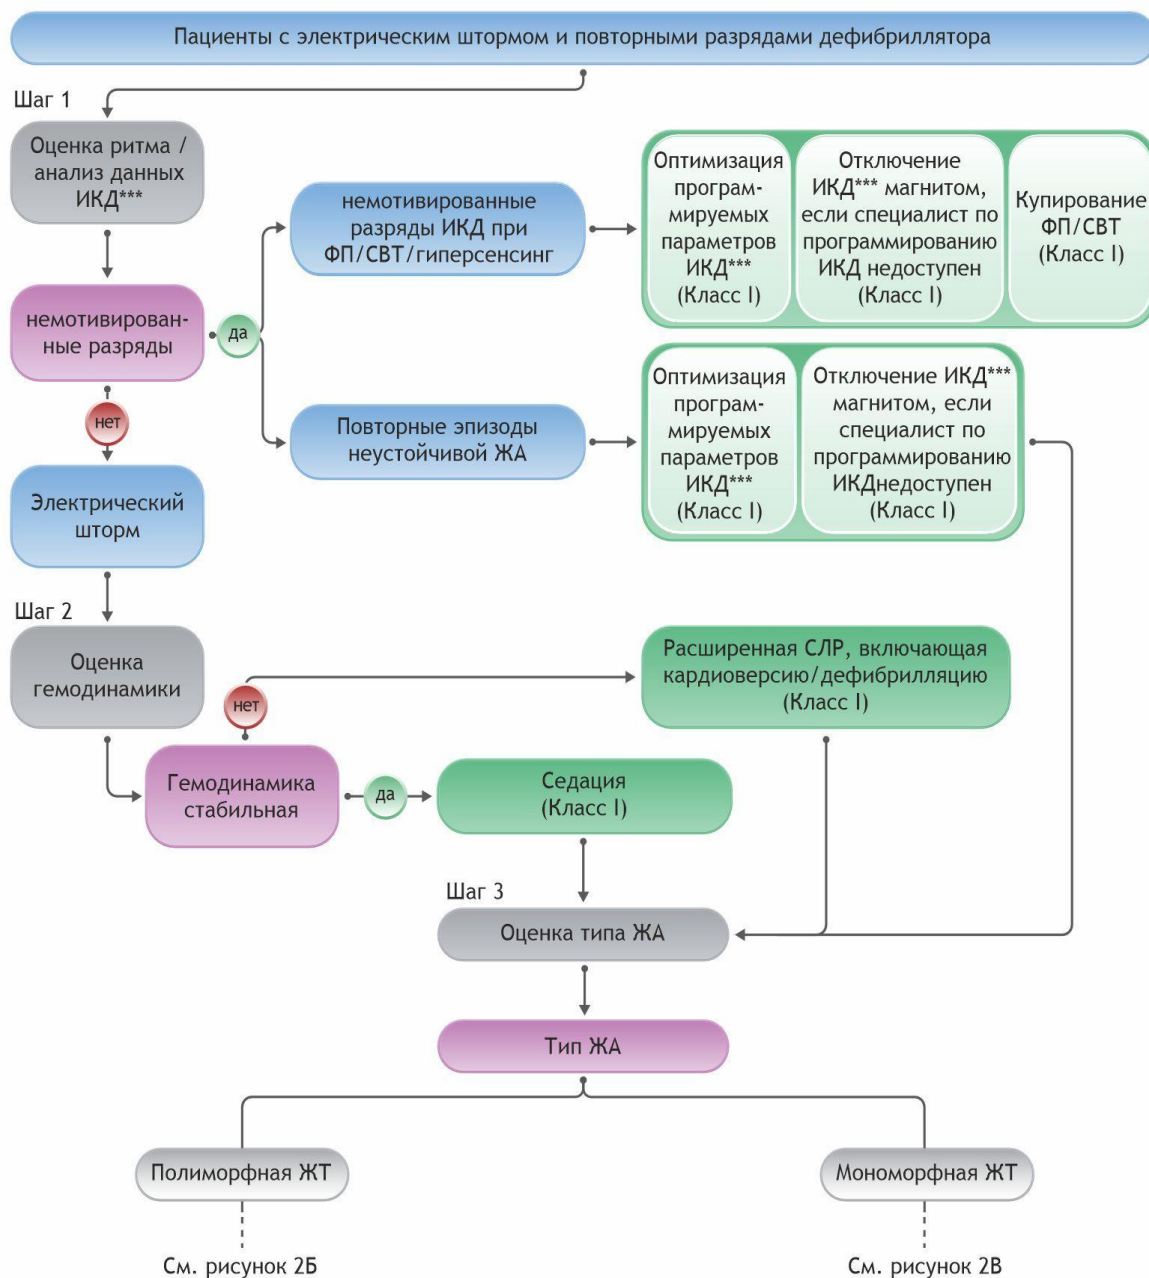 Пациенты с электрическим штормом и повторными разрядами дефибриллятора
Шаг 1
Оценка ритма /
анализ данных
ИКД***
немотивирован-
ные разряды
да
немотивированные
разряды ИКД при
ФП/СВТ/гиперсенсинг
Оптимизация
програм-
мируемых
параметров
ИКД***
(Класс I)
Отключение
ИКД*** магнитом,
если специалист по
программированию
ИКД недоступен
(Класс I)
Купирование
ФП/СВТ
(Класс I)
Повторные эпизоды
неустойчивой ЖА
Оптимизация
програм-
мируемых
параметров
ИКД***
(Класс I)
Отключение ИКД***
магнитом, если
специалист по
программированию
ИКДнедоступен
(Класс I)
нет
Электрический
шторм
Шаг 2
Оценка
гемодинамики
Гемодинамика
стабильная
нет
Расширенная СЛР, включающая
кардиоверсию/дефибрилляцию
(Класс I)
да
Седация
(Класс I)
Шаг 3
Оценка типа ЖА
Тип ЖА
Полиморфная ЖТ
Мономорфная ЖТ
См. рисунок 2Б
См. рисунок 2В